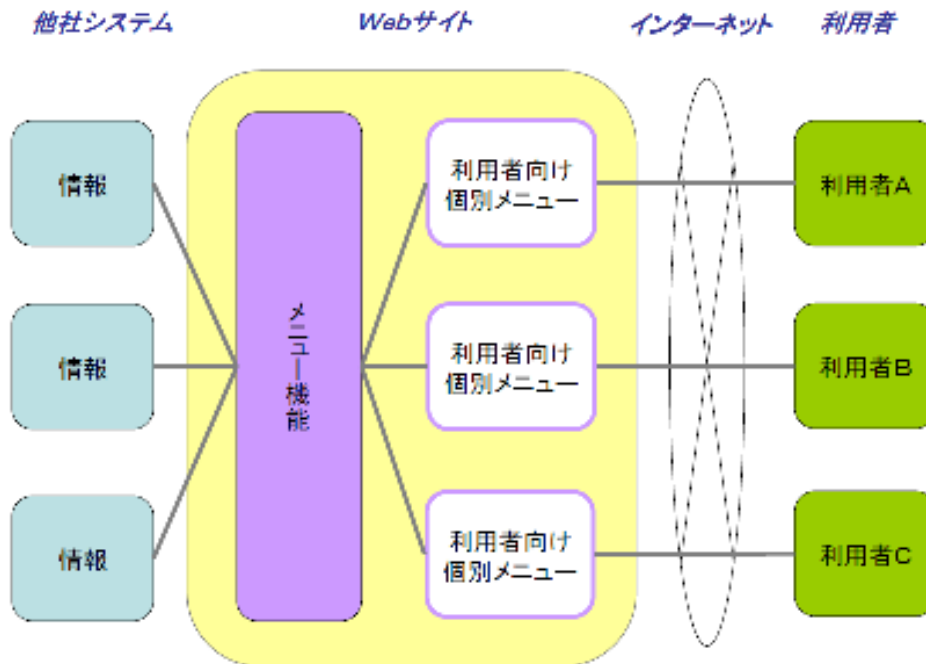 他社システム
Webサイト
インターネット
利用者
情報
利用者向け
個別メニュー
利用者A
情報
メニュー機能
利用者向け
個別メニュー
利用者B
情報
利用者向け
個別メニュー
利用者C